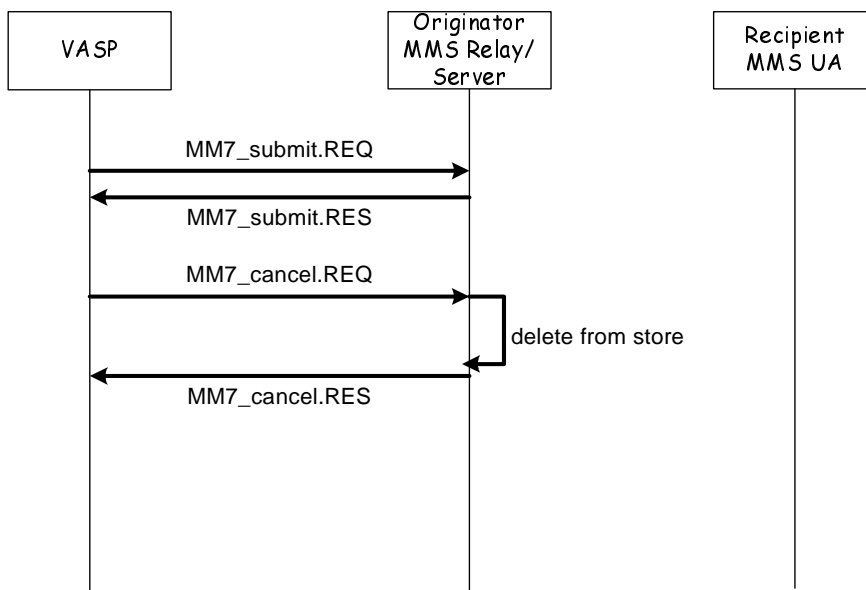 VASP
Originator
MMS Relay/
Server
Recipient
MMS UA
MM7_submit.REQ
MM7_submit.RES
MM7_cancel.REQ
delete from store
MM7_cancel.RES